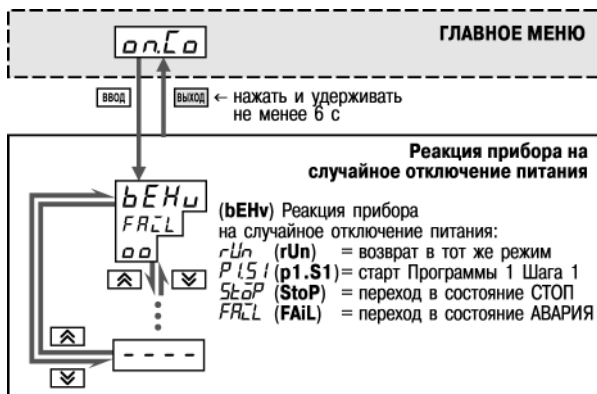 ГЛАВНОЕ МЕНЮ
on.Co
ВВОД
ВЫХОД ← нажать и удерживать
не менее 6 с
Реакция прибора на
случайное отключение питания
bEHu
FAIL
oo
(bEHv) Реакция прибора
на случайное отключение питания:
rUn (rUn) = возврат в тот же режим
P1.S1 (p1.S1) = старт Программы 1 Шага 1
StoP (StoP) = переход в состояние СТОП
FAIL (FAiL) = переход в состояние АВАРИЯ
- - - -